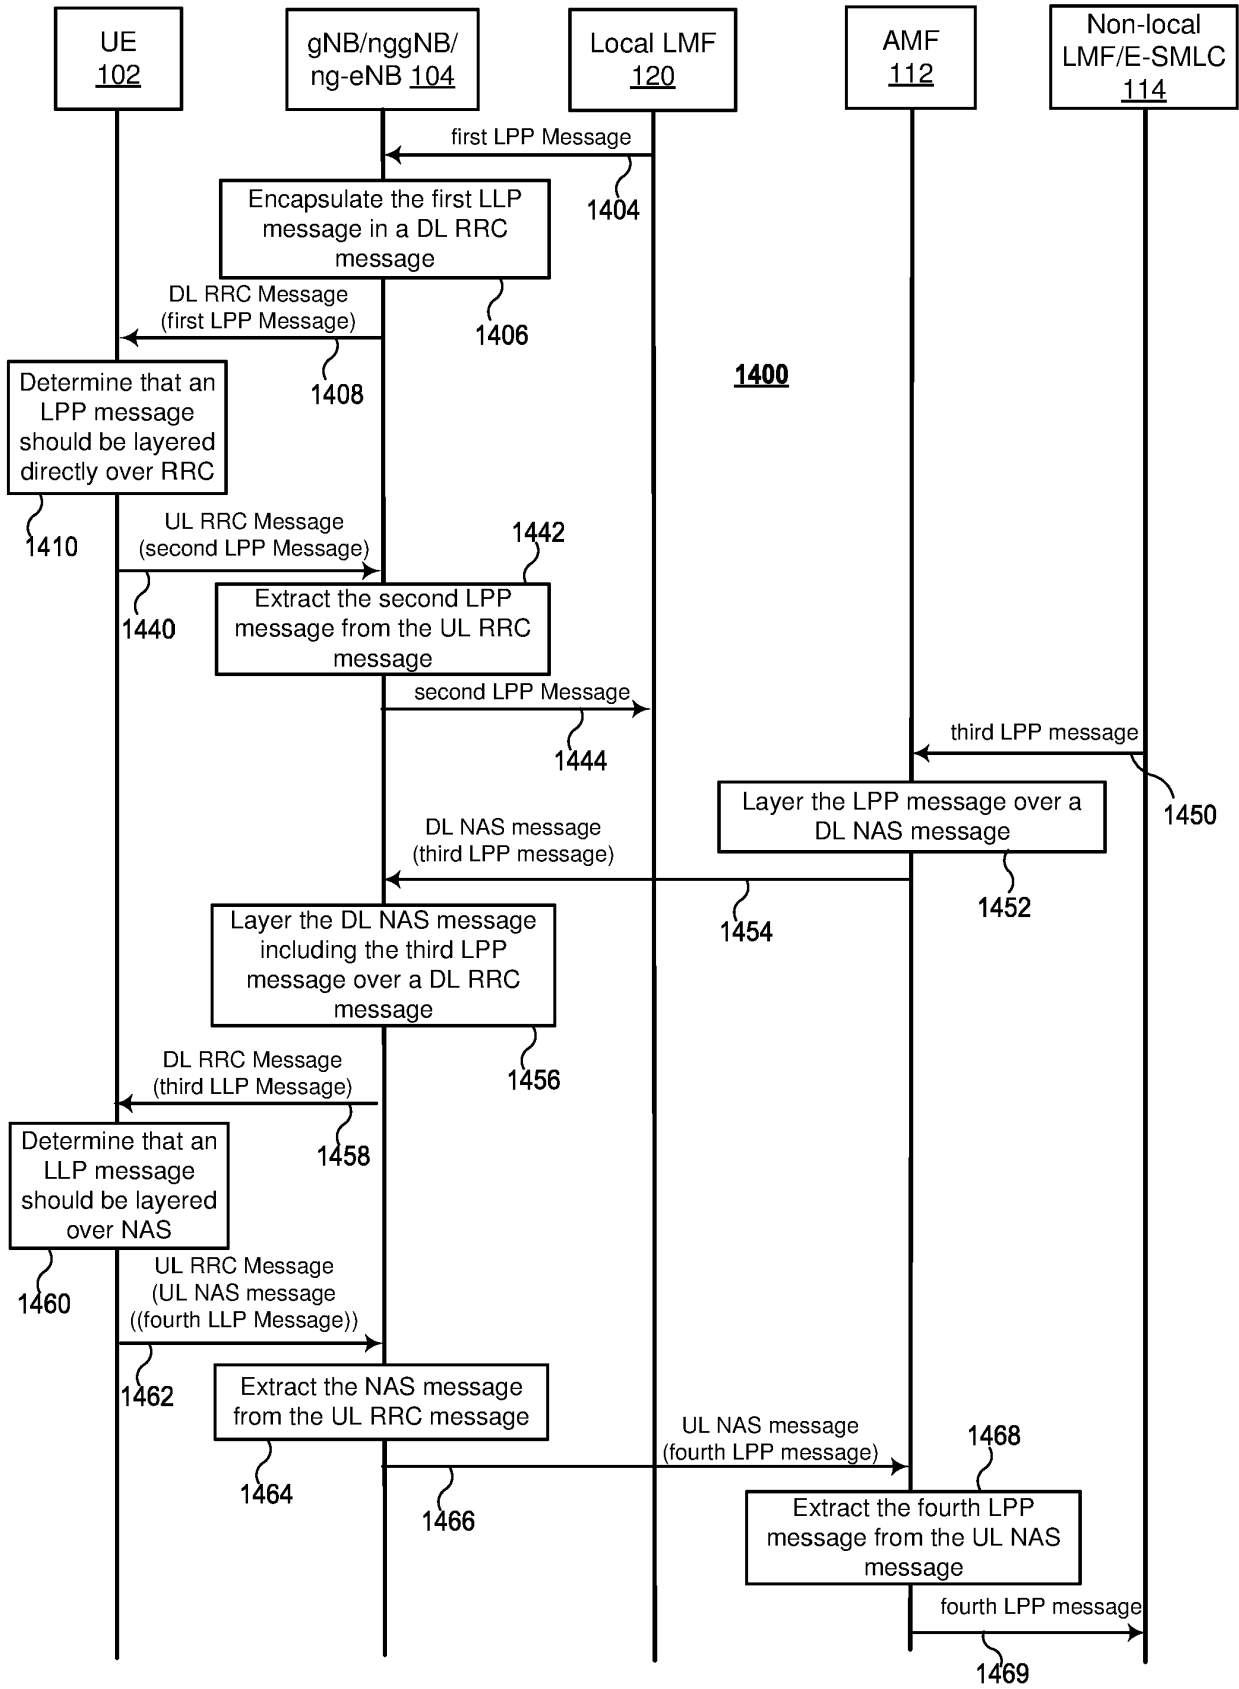 UE
102
gNB/nggNB/
ng-eNB 104
Local LMF
120
AMF
112
Non-local
LMF/E-SMLC
114
first LPP Message
1404
Encapsulate the first LLP
message in a DL RRC
message
1406
DL RRC Message
(first LPP Message)
1408
1400
Determine that an
LPP message
should be layered
directly over RRC
1410
UL RRC Message
(second LPP Message)
1440
1442
Extract the second LPP
message from the UL RRC
message
second LPP Message
1444
third LPP message
1450
Layer the LPP message over a
DL NAS message
1452
DL NAS message
(third LPP message)
1454
Layer the DL NAS message
including the third LPP
message over a DL RRC
message
1456
DL RRC Message
(third LLP Message)
1458
Determine that an
LLP message
should be layered
over NAS
1460
UL RRC Message
(UL NAS message
((fourth LLP Message))
1462
Extract the NAS message
from the UL RRC message
1464
UL NAS message
(fourth LPP message)
1466
1468
Extract the fourth LPP
message from the UL NAS
message
fourth LPP message
1469